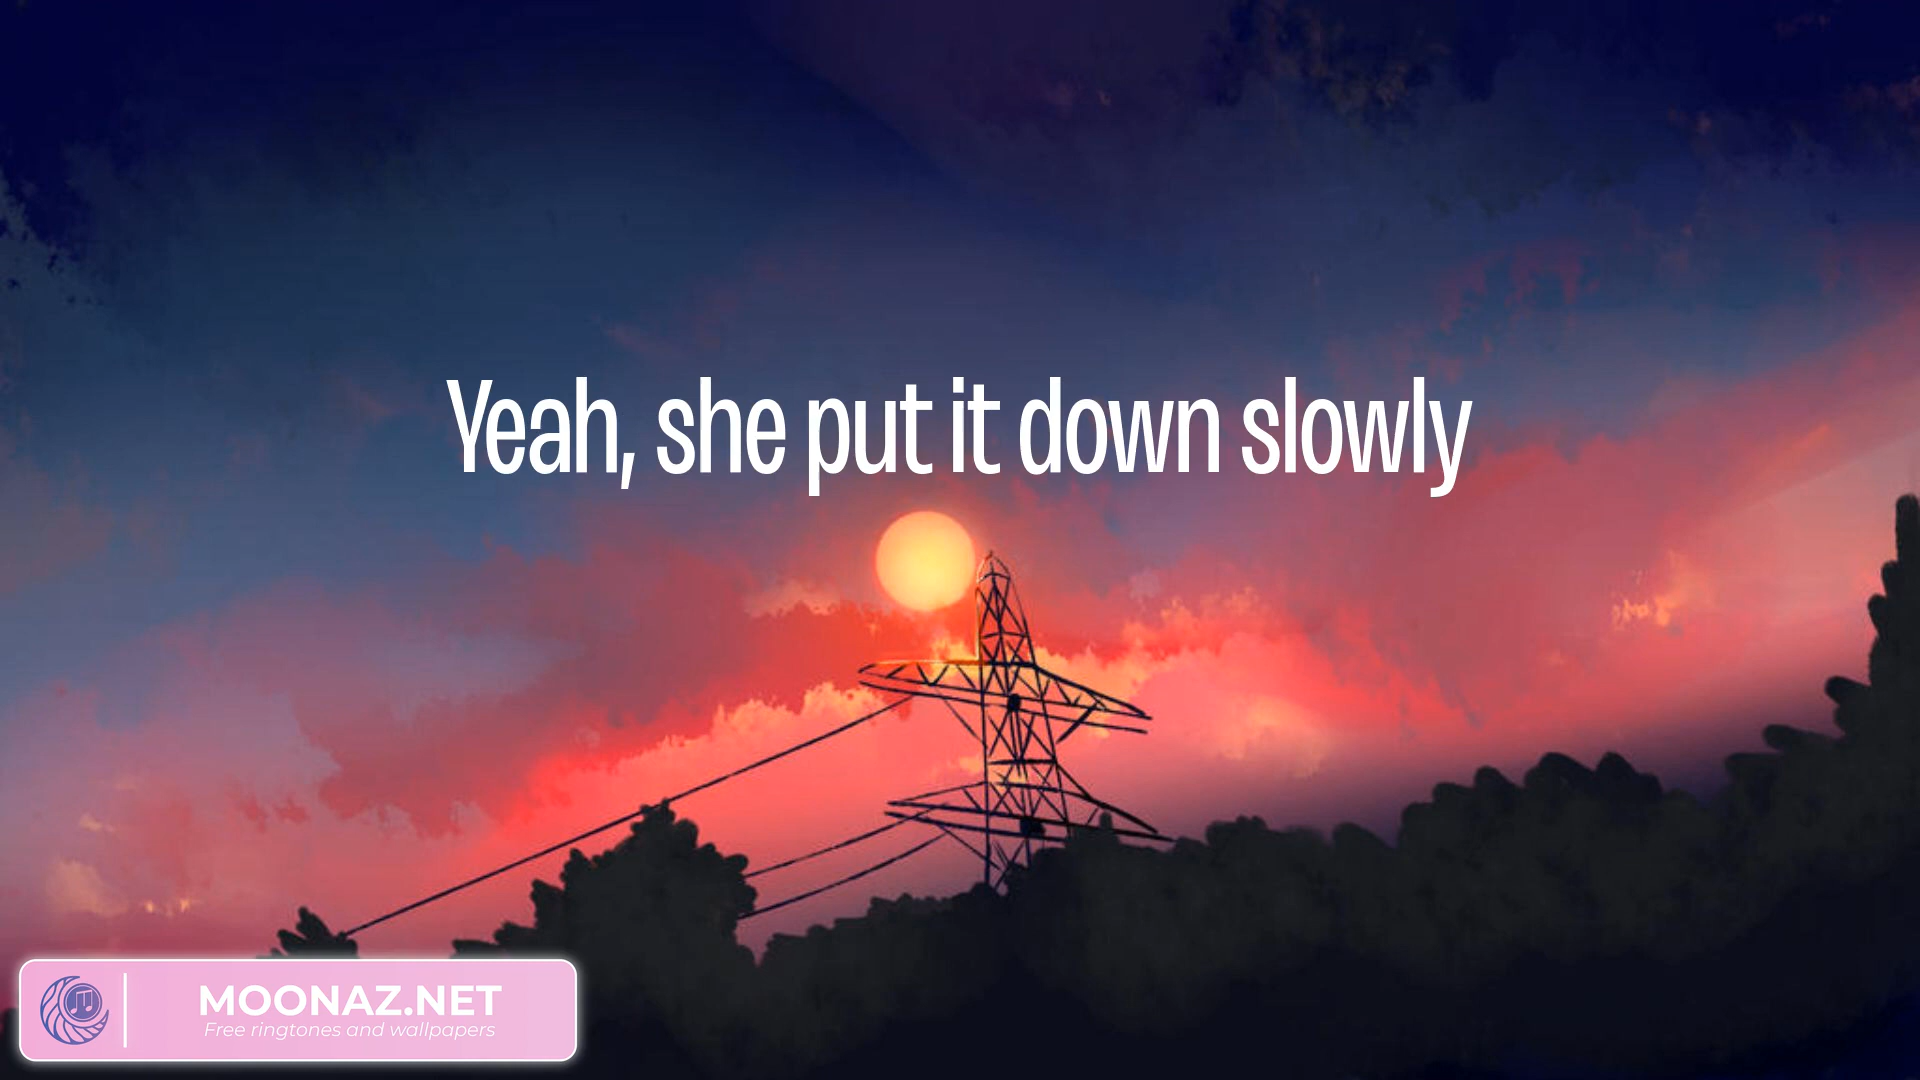 Yeah, she put it down slowly
MOONAZ.NET
Free ringtones and wallpapers